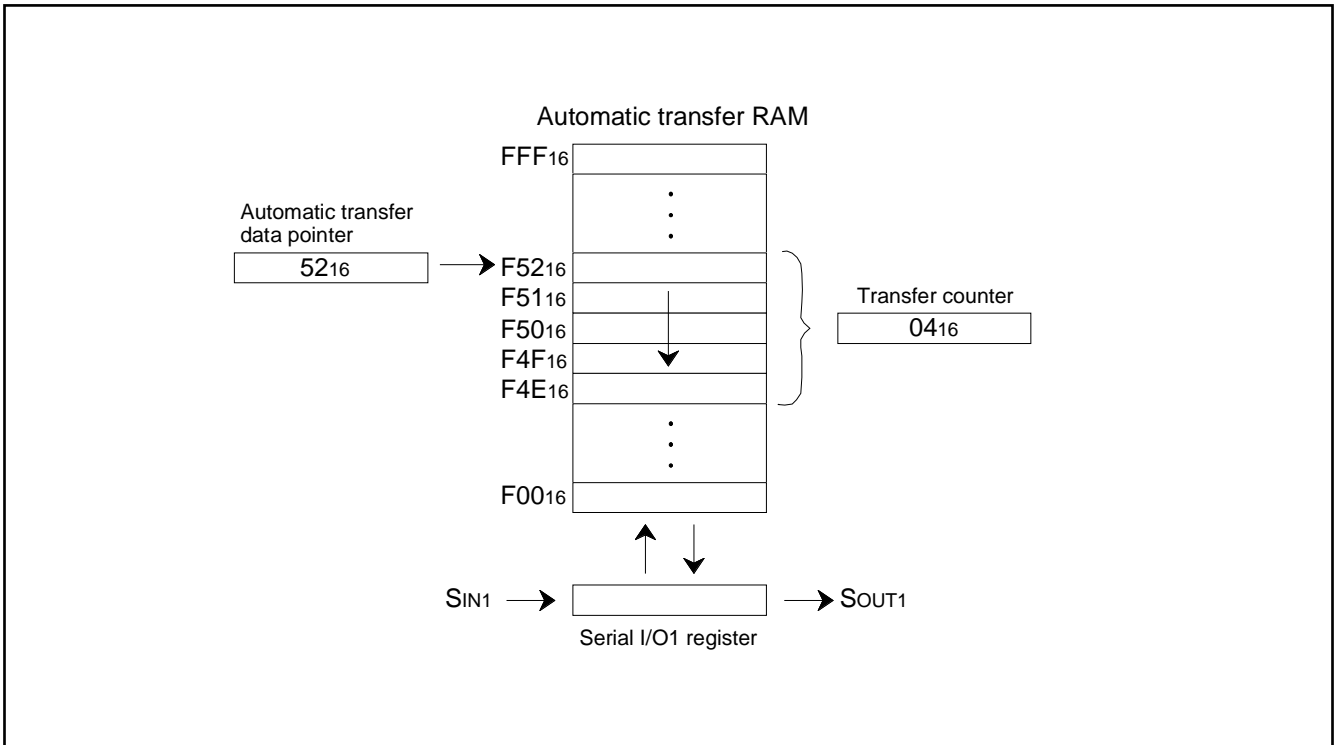 Automatic transfer RAM
FFF16
Automatic transfer
data pointer
5216
F5216
F5116
F5016
F4F16
F4E16
Transfer counter
0416
F0016
SIN1
SOUT1
Serial I/O1 register